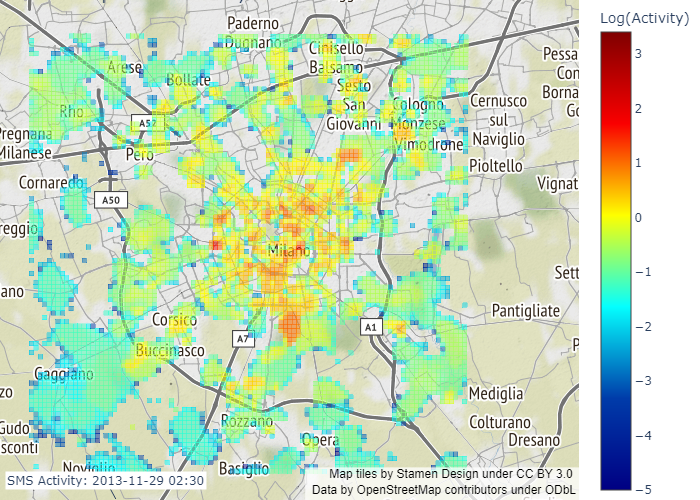 Log(Activity)
Paderno
Dugnano
Cinisello
Balsamo
Arese
Bollate
Sesto
San
Giovanni
Rho
Cologno
Monzese
Pessa
Con
Borna
Go
Cernusco
sul
Naviglio
A52
Pregnana
Milanese
Pero
Vimodrone
Pioltello
Cornaredo
Vignat
A50
reggio
Milano
Sett
ano
Pantigliate
Corsico
A7
A1
Buccinasco
P
Gaggiano
zo
Mediglia
Gudo
sconti
Rozzano
Colturano
Dresano
Opera
Noviglio
Basiglio
SMS Activity: 2013-11-29 02:30
Map tiles by Stamen Design under CC BY 3.0
Data by OpenStreetMap contributors under ODbL
3
2
1
0
−1
−2
−3
−4
−5